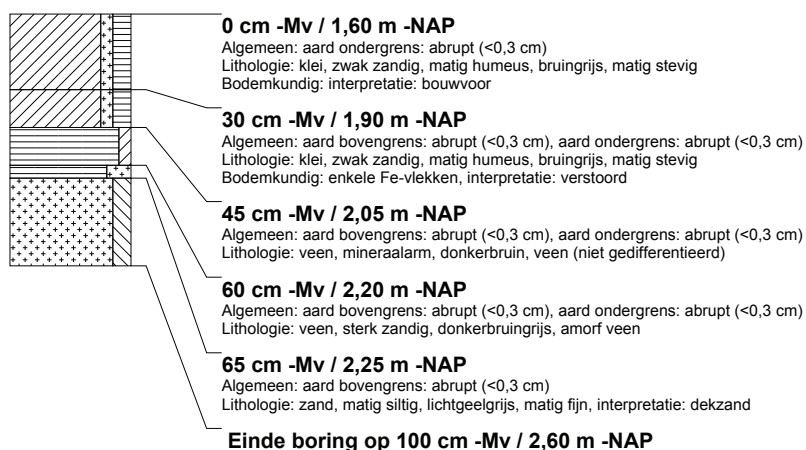 0 cm -Mv / 1,60 m -NAP
Algemeen: aard ondergrens: abrupt (<0,3 cm)
Lithologie: klei, zwak zandig, matig humeus, bruingrijs, matig stevig
Bodemkundig: interpretatie: bouwvoor
30 cm -Mv / 1,90 m -NAP
Algemeen: aard bovengrens: abrupt (<0,3 cm), aard ondergrens: abrupt (<0,3 cm)
Lithologie: klei, zwak zandig, matig humeus, bruingrijs, matig stevig
Bodemkundig: enkele Fe-vlekken, interpretatie: verstoord
45 cm -Mv / 2,05 m -NAP
Algemeen: aard bovengrens: abrupt (<0,3 cm), aard ondergrens: abrupt (<0,3 cm)
Lithologie: veen, mineraalarm, donkerbruin, veen (niet gedifferentieerd)
60 cm -Mv / 2,20 m -NAP
Algemeen: aard bovengrens: abrupt (<0,3 cm), aard ondergrens: abrupt (<0,3 cm)
Lithologie: veen, sterk zandig, donkerbruingrijs, amorf veen
65 cm -Mv / 2,25 m -NAP
Algemeen: aard bovengrens: abrupt (<0,3 cm)
Lithologie: zand, matig siltig, lichtgeelgrijs, matig fijn, interpretatie: dekzand
Einde boring op 100 cm -Mv / 2,60 m -NAP